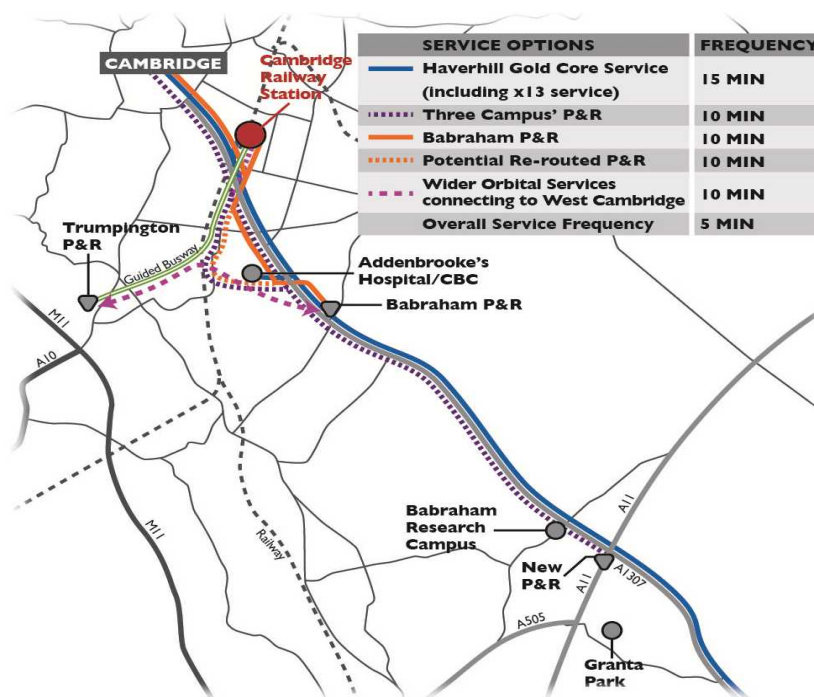 CAMBRIDGE
Cambridge
Railway
Station
SERVICE OPTIONS FREQUENCY
Haverhill Gold Core Service
(including x13 service) 15 MIN
Three Campus' P&R 10 MIN
Babraham P&R 10 MIN
Potential Re-routed P&R 10 MIN
Wider Orbital Services
connecting to West Cambridge 10 MIN
Overall Service Frequency 5 MIN
Trumpington
P&R
Guided Busway
Addenbrooke's
Hospital/CBC
Babraham P&R
M11
A10
M11
Railway
Babraham
Research
Campus
A11
New
P&R
A11
A1307
A505
Granta
Park